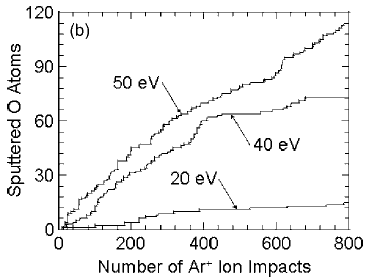 (b)
120
90
60
30
0
Sputtered O Atoms
50 eV
40 eV
20 eV
0 200 400 600 800
Number of Ar⁺ Ion Impacts